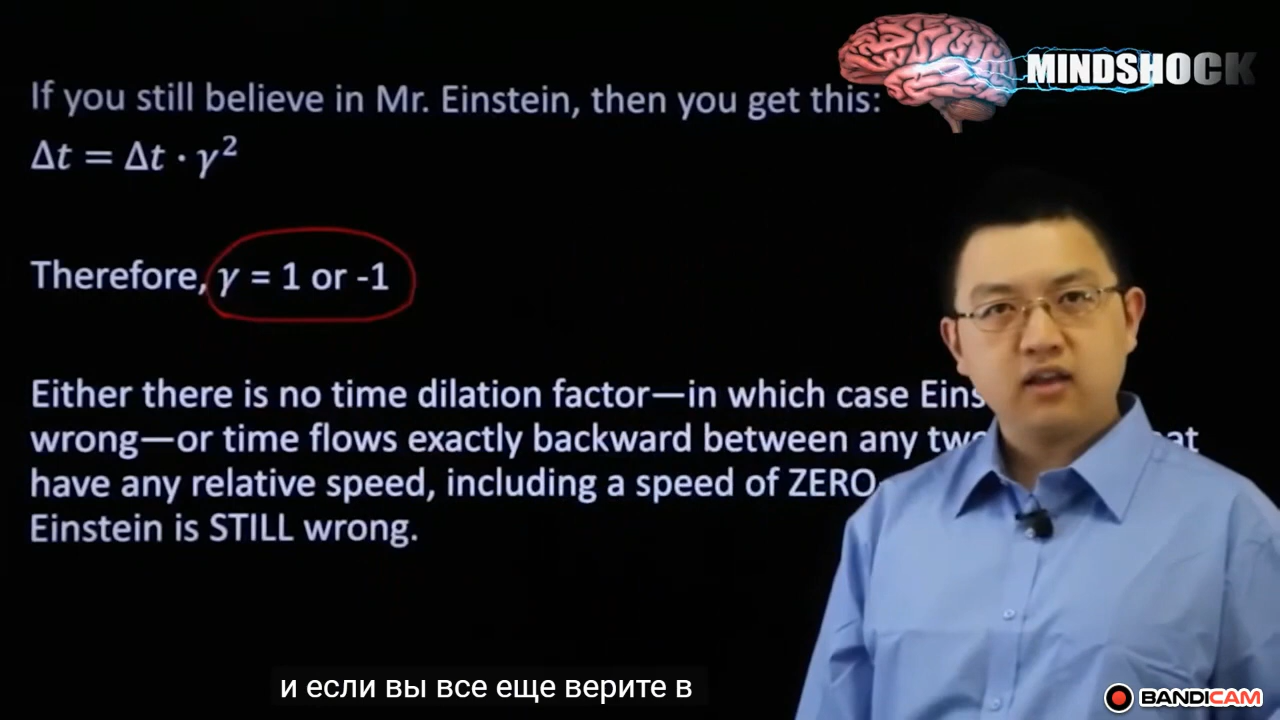 MINDSHOCK
If you still believe in Mr. Einstein, then you get this:
Δt = Δt · γ²
Therefore, γ = 1 or -1
Either there is no time dilation factor—in which case
wrong—or time flows exactly backward between any
have any relative speed, including a speed of ZERO
Einstein is STILL wrong.
и если вы все еще верите в
BANDICAM